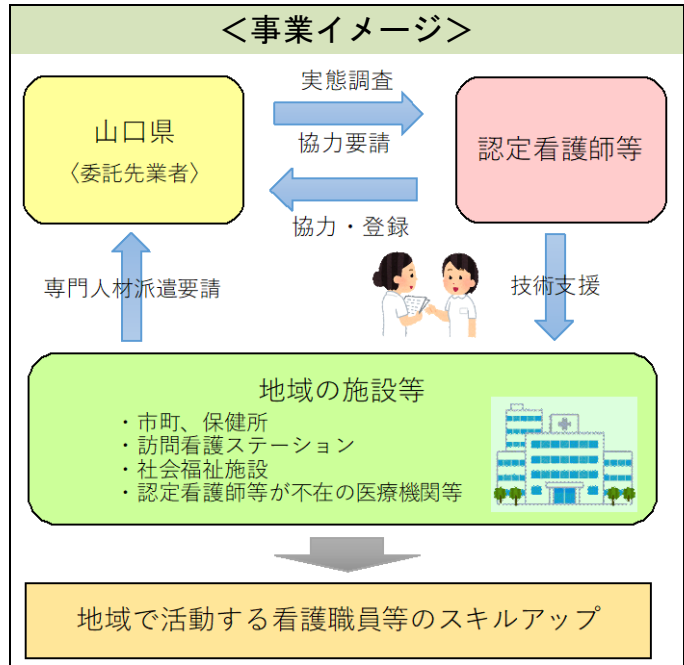 ＜事業イメージ＞
実態調査
山口県
〈委託先業者〉
協力要請
認定看護師等
協力・登録
専門人材派遣要請
技術支援
地域の施設等
・市町、保健所
・訪問看護ステーション
・社会福祉施設
・認定看護師等が不在の医療機関等
地域で活動する看護職員等のスキルアップ